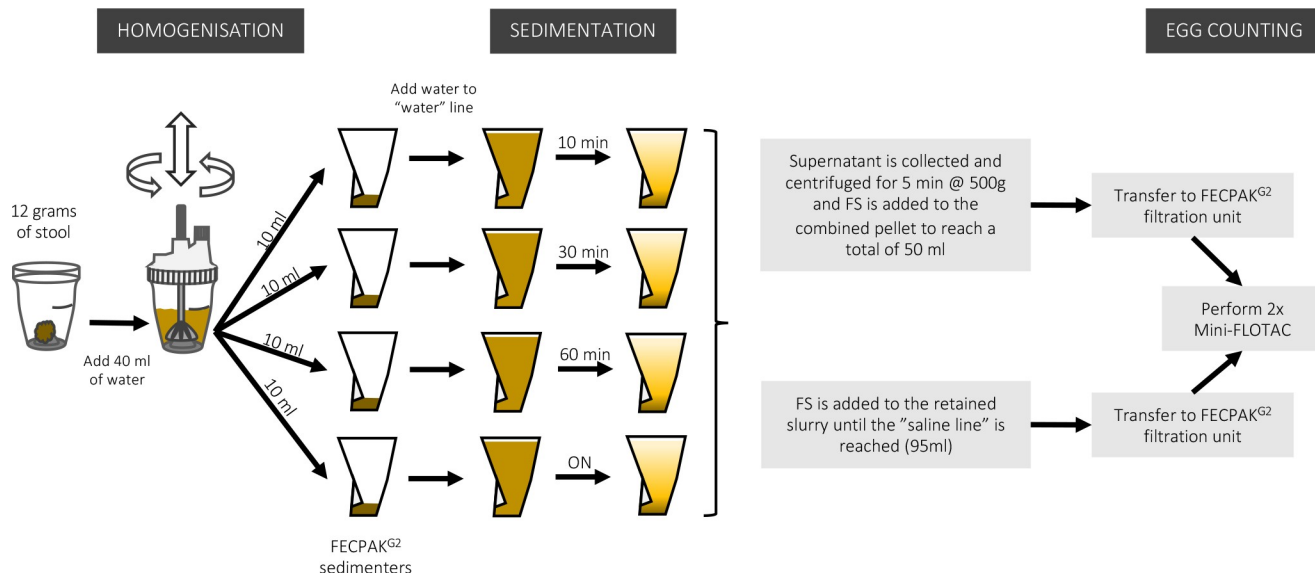 HOMOGENISATION
SEDIMENTATION
EGG COUNTING
12 grams
of stool
Add 40 ml
of water
10 ml
10 ml
10 ml
10 ml
FECPAKG2
sedimenters
Add water to
“water” line
10 min
30 min
60 min
ON
Supernatant is collected and
centrifuged for 5 min @ 500g
and FS is added to the
combined pellet to reach a
total of 50 ml
Transfer to FECPAKG2
filtration unit
FS is added to the retained
slurry until the ”saline line” is
reached (95ml)
Transfer to FECPAKG2
filtration unit
Perform 2x
Mini-FLOTAC